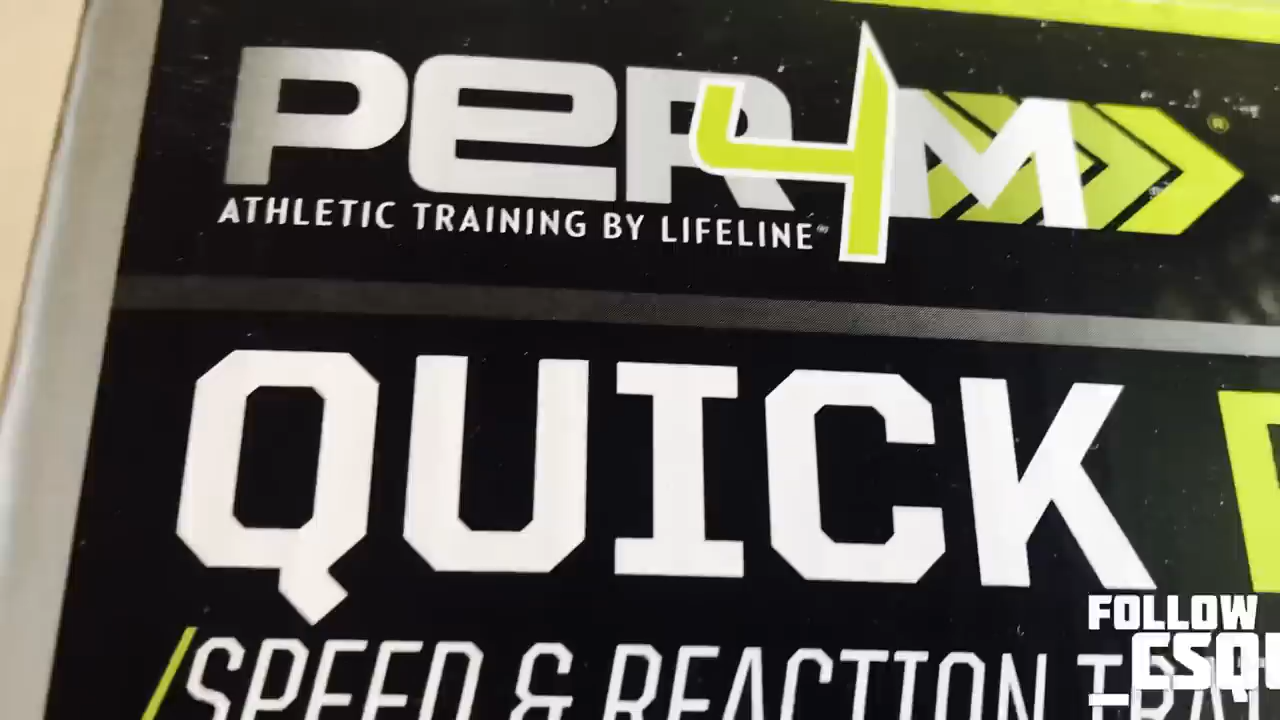 PER4M®
ATHLETIC TRAINING BY LIFELINE
QUICK
/SPEED & REACTION
FOLLOW